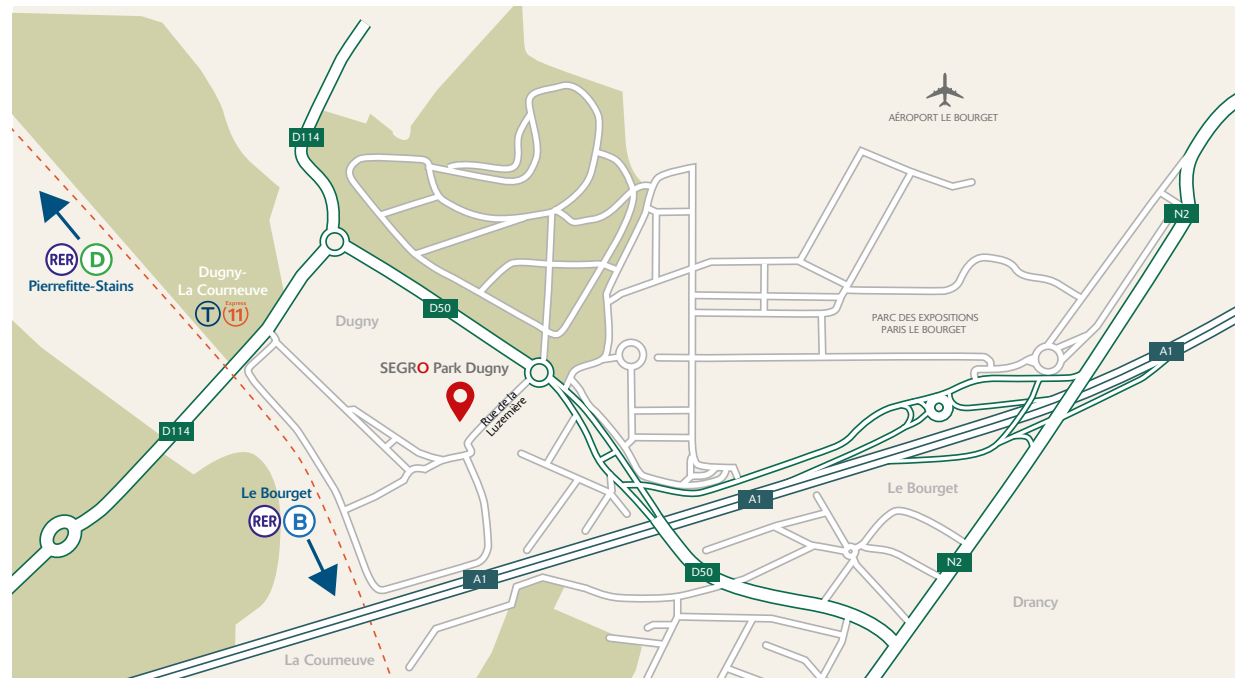 AÉROPORT LE BOURGET
D114
N2
RER D
Pierrefitte-Stains
Dugny-
La Courneuve
T Express 11
D50
Dugny
PARC DES EXPOSITIONS
PARIS LE BOURGET
A1
SEGRO Park Dugny
Rue de la
Luzernière
D114
Le Bourget
RER B
Le Bourget
A1
N2
D50
A1
Drancy
La Courneuve